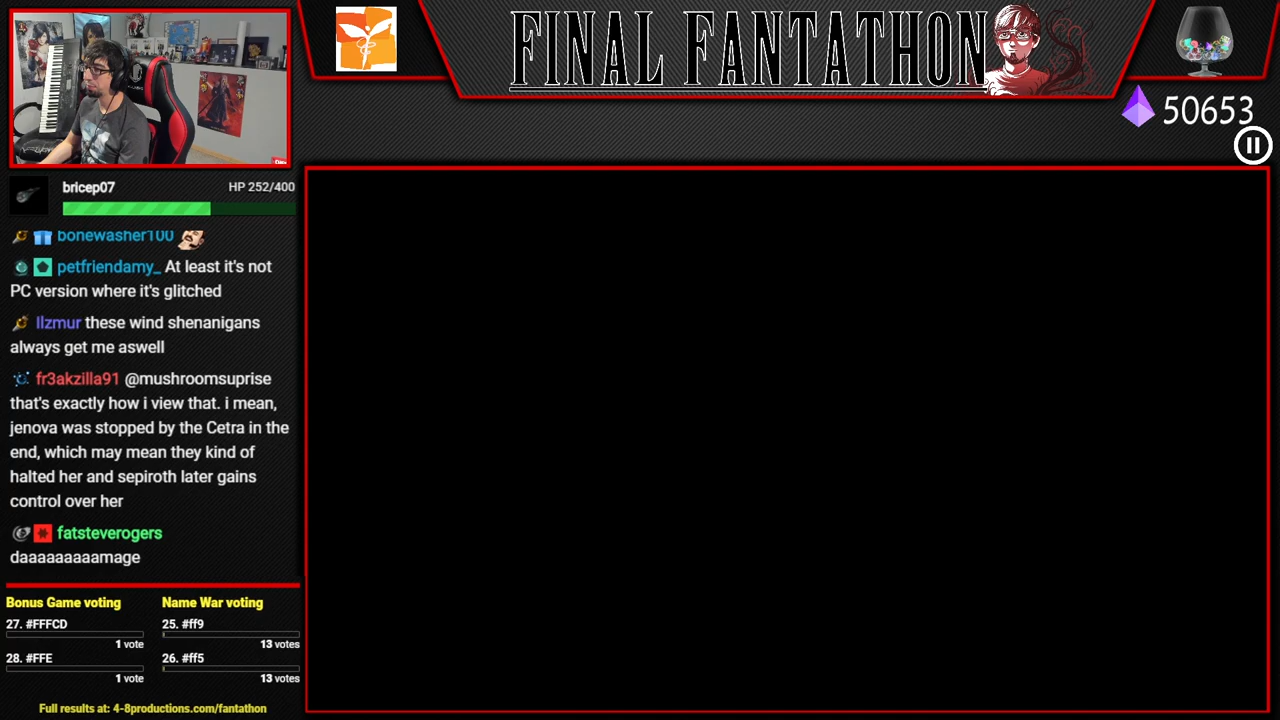 FINAL FANTATHON
50653
bricep07 HP 252/400
bonewasher100
petfriendamy_ At least it's not
PC version where it's glitched
Ilzmur these wind shenanigans
always get me aswell
fr3akzilla91 @mushroomsuprise
that's exactly how i view that. i mean,
jenova was stopped by the Cetra in the
end, which may mean they kind of
halted her and sepiroth later gains
control over her
fatsteverogers
daaaaaaaaamage
Bonus Game voting
27. #FFFCD
1 vote
28. #FFE
1 vote
Name War voting
25. #ff9
13 votes
26. #ff5
13 votes
Full results at: 4-8productions.com/fantathon